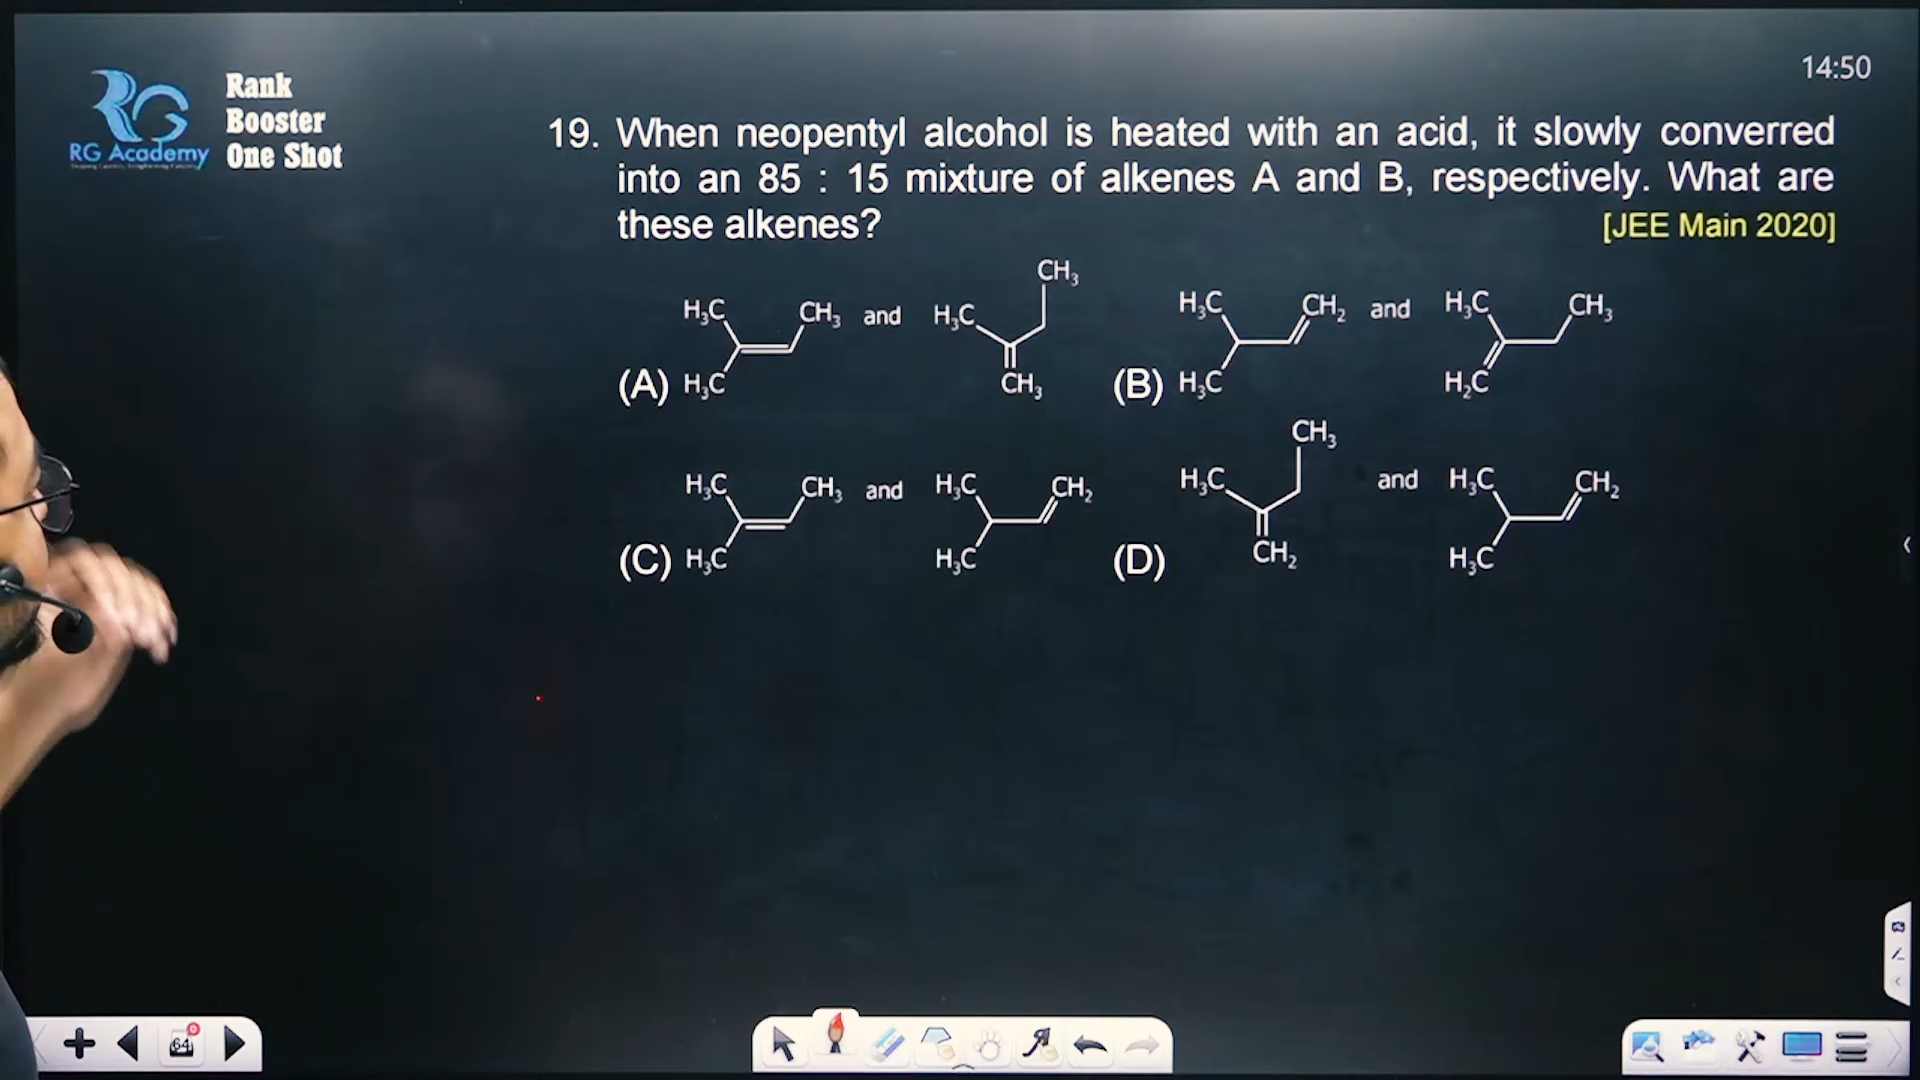 14:50
Rank
Booster
One Shot
RG Academy
19. When neopentyl alcohol is heated with an acid, it slowly converred
into an 85 : 15 mixture of alkenes A and B, respectively. What are
these alkenes? [JEE Main 2020]
CH₃
H₃C CH₃ and H₃C
(A) H₃C CH₃
H₃C CH₂ and H₃C CH₃
(B) H₃C H₂C
H₃C CH₃ and H₃C CH₂
(C) H₃C H₃C
CH₃
H₃C and H₃C CH₂
(D) CH₂ H₃C
64